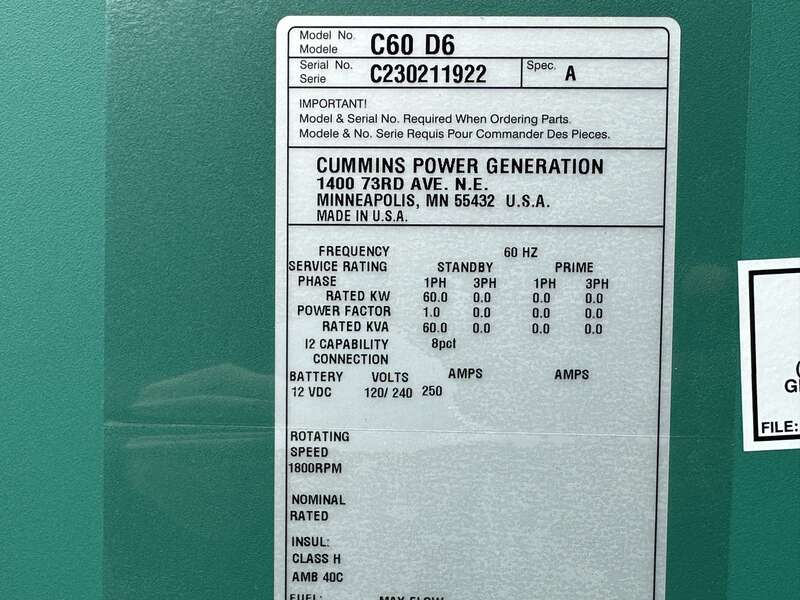 Model No. C60 D6
Modele
Serial No. C230211922 Spec. A
Serie
IMPORTANT!
Model & Serial No. Required When Ordering Parts.
Modele & No. Serie Requis Pour Commander Des Pieces.
CUMMINS POWER GENERATION
1400 73RD AVE. N.E.
MINNEAPOLIS, MN 55432 U.S.A.
MADE IN U.S.A.
FREQUENCY 60 HZ
SERVICE RATING STANDBY PRIME
PHASE 1PH 3PH 1PH 3PH
RATED KW 60.0 0.0 0.0 0.0
POWER FACTOR 1.0 0.0 0.0 0.0
RATED KVA 60.0 0.0 0.0 0.0
I2 CAPABILITY 8pct
CONNECTION
BATTERY VOLTS AMPS AMPS
12 VDC 120/ 240 250
ROTATING
SPEED
1800RPM
NOMINAL
RATED
INSUL:
CLASS H
AMB 40C
FUEL: MAX FLOW
FILE: